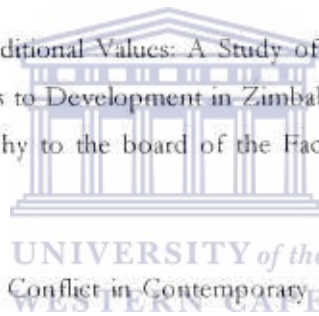 ditional Values: A Study of
s to Development in Zimbab
hy to the board of the Fac
UNIVERSITY of the
Conflict in Contemporary
WESTERN CAPE